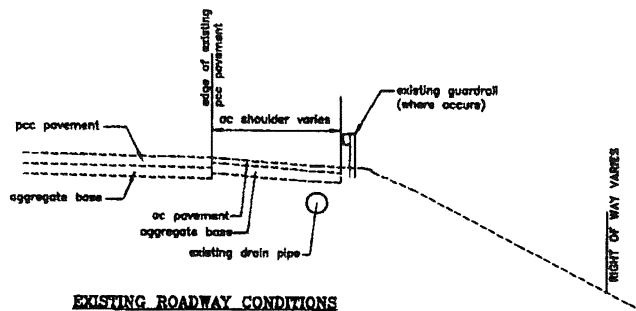 edge of existing
pcc pavement
ac shoulder varies
existing guardrail
(where occurs)
pcc pavement
aggregate base
ac pavement
aggregate base
existing drain pipe
RIGHT OF WAY VARIES
EXISTING ROADWAY CONDITIONS